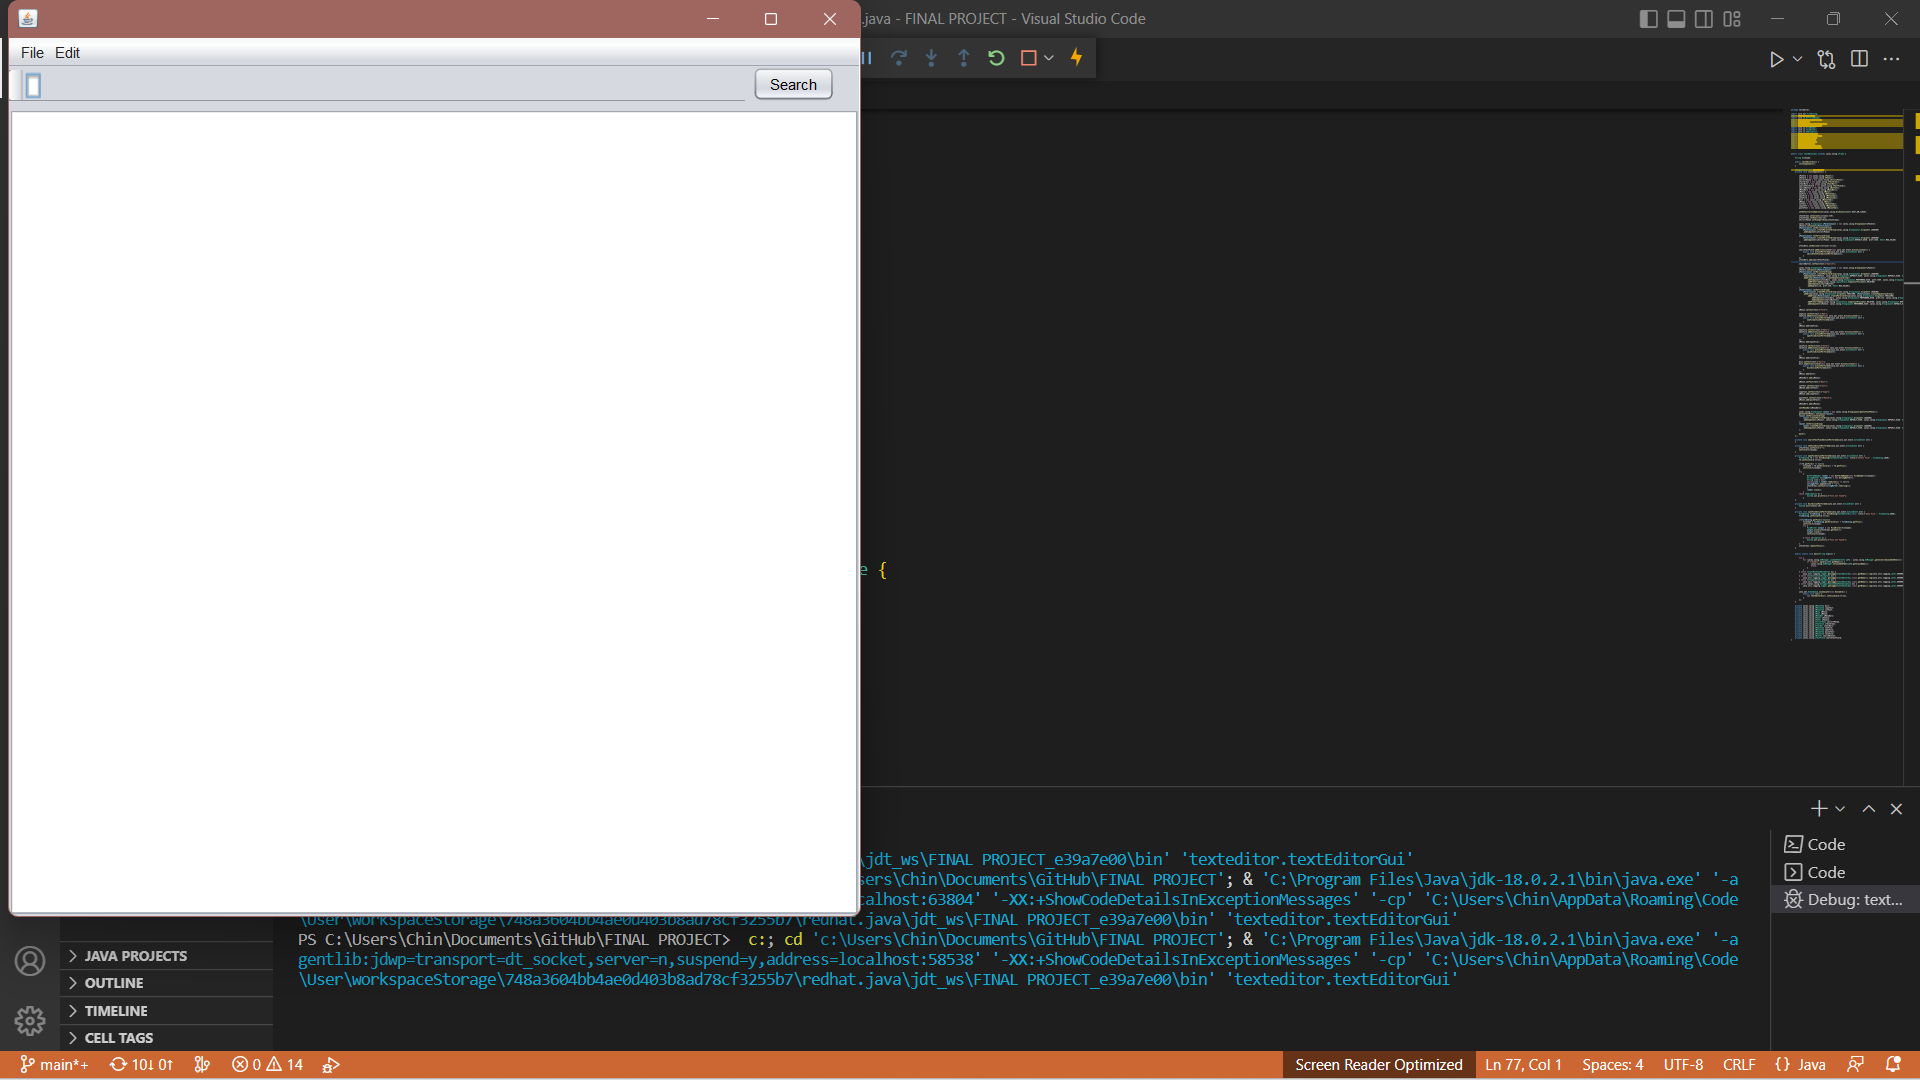 .java - FINAL PROJECT - Visual Studio Code
File Edit
Search
e {
\jdt_ws\FINAL PROJECT_e39a7e00\bin' 'texteditor.textEditorGui'
sers\Chin\Documents\GitHub\FINAL PROJECT'; & 'C:\Program Files\Java\jdk-18.0.2.1\bin\java.exe' '-a
calhost:63804' '-XX:+ShowCodeDetailsInExceptionMessages' '-cp' 'C:\Users\Chin\AppData\Roaming\Code
\User\workspaceStorage\748a3604bb4ae0d403b8ad78cf3255b7\redhat.java\jdt_ws\FINAL PROJECT_e39a7e00\bin' 'texteditor.textEditorGui'
PS C:\Users\Chin\Documents\GitHub\FINAL PROJECT> c:; cd 'c:\Users\Chin\Documents\GitHub\FINAL PROJECT'; & 'C:\Program Files\Java\jdk-18.0.2.1\bin\java.exe' '-a
gentlib:jdwp=transport=dt_socket,server=n,suspend=y,address=localhost:58538' '-XX:+ShowCodeDetailsInExceptionMessages' '-cp' 'C:\Users\Chin\AppData\Roaming\Code
\User\workspaceStorage\748a3604bb4ae0d403b8ad78cf3255b7\redhat.java\jdt_ws\FINAL PROJECT_e39a7e00\bin' 'texteditor.textEditorGui'
Code
Code
Debug: text...
JAVA PROJECTS
OUTLINE
TIMELINE
CELL TAGS
main*+ 10↓ 0↑ 0 14 Screen Reader Optimized Ln 77, Col 1 Spaces: 4 UTF-8 CRLF {} Java